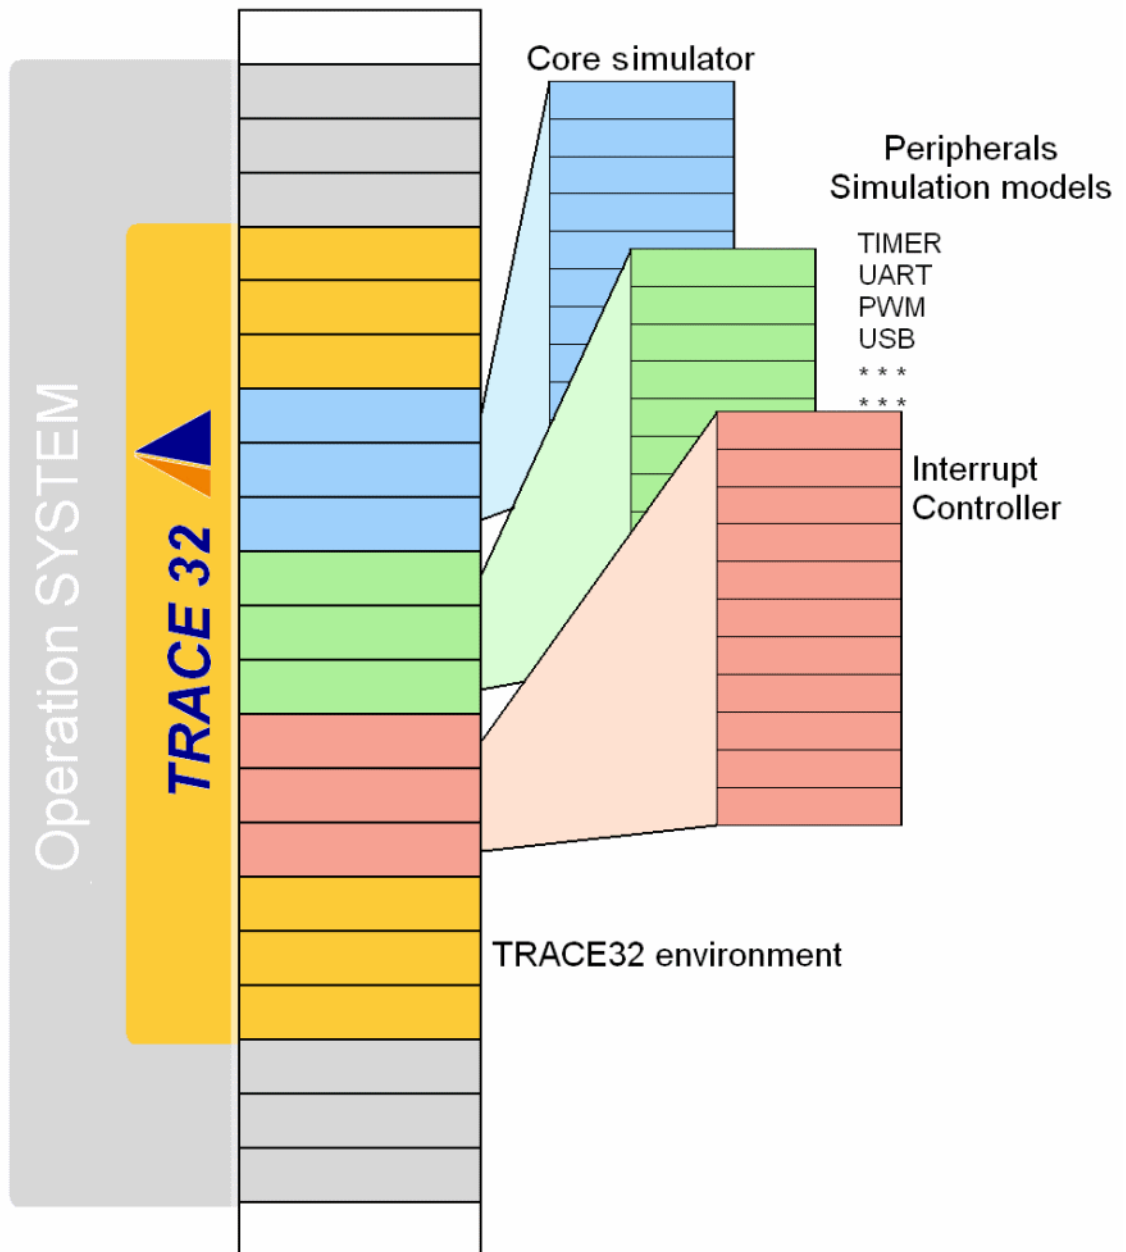 Core simulator
Peripherals
Simulation models
TIMER
UART
PWM
USB
* * *
* * *
Interrupt
Controller
Operation SYSTEM
TRACE 32
TRACE32 environment